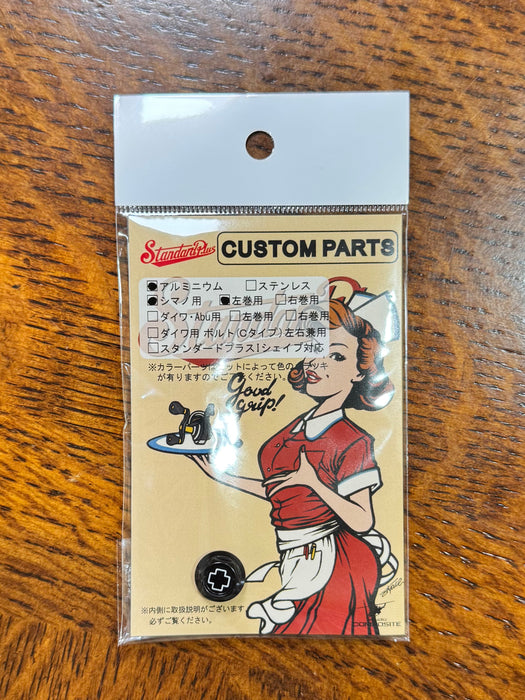 Standard Plus
CUSTOM PARTS
アルミニウム ステンレス
シマノ用 左巻用 右巻用
ダイワ・Abu用 左巻用 右巻用
ダイワ用 ボルト(Cタイプ)左右兼用
スタンダードプラスIシェイプ対応
※カラーパーツはロットによって色のバラツキ
が有りますのでご了承ください。
Good
grip!
※内側に取扱説明がございます
必ずご覧ください。
COMPOSITE